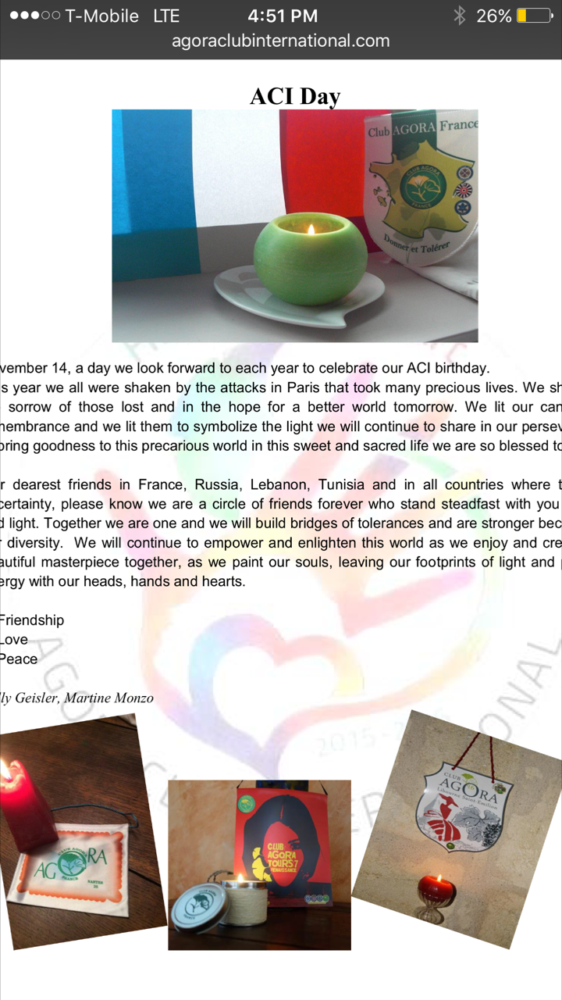 T-Mobile LTE 4:51 PM 26%
agoraclubinternational.com
ACI Day
Club AGORA France
CLUB AGORA
FRANCE
Donner et Tolérer
vember 14, a day we look forward to each year to celebrate our ACI birthday.
s year we all were shaken by the attacks in Paris that took many precious lives. We sh
sorrow of those lost and in the hope for a better world tomorrow. We lit our can
membrance and we lit them to symbolize the light we will continue to share in our persev
bring goodness to this precarious world in this sweet and sacred life we are so blessed to
r dearest friends in France, Russia, Lebanon, Tunisia and in all countries where t
certainty, please know we are a circle of friends forever who stand steadfast with you
d light. Together we are one and we will build bridges of tolerances and are stronger bec
r diversity. We will continue to empower and enlighten this world as we enjoy and cre
autiful masterpiece together, as we paint our souls, leaving our footprints of light and p
ergy with our heads, hands and hearts.
Friendship
Love
Peace
lly Geisler, Martine Monzo
CLUB AGORA
AGORA
FRANCE
NANTES
CLUB
AGORA
TOURS 7
RENAISSANCE
CLUB
AGORA
Libourne Saint-Emilion